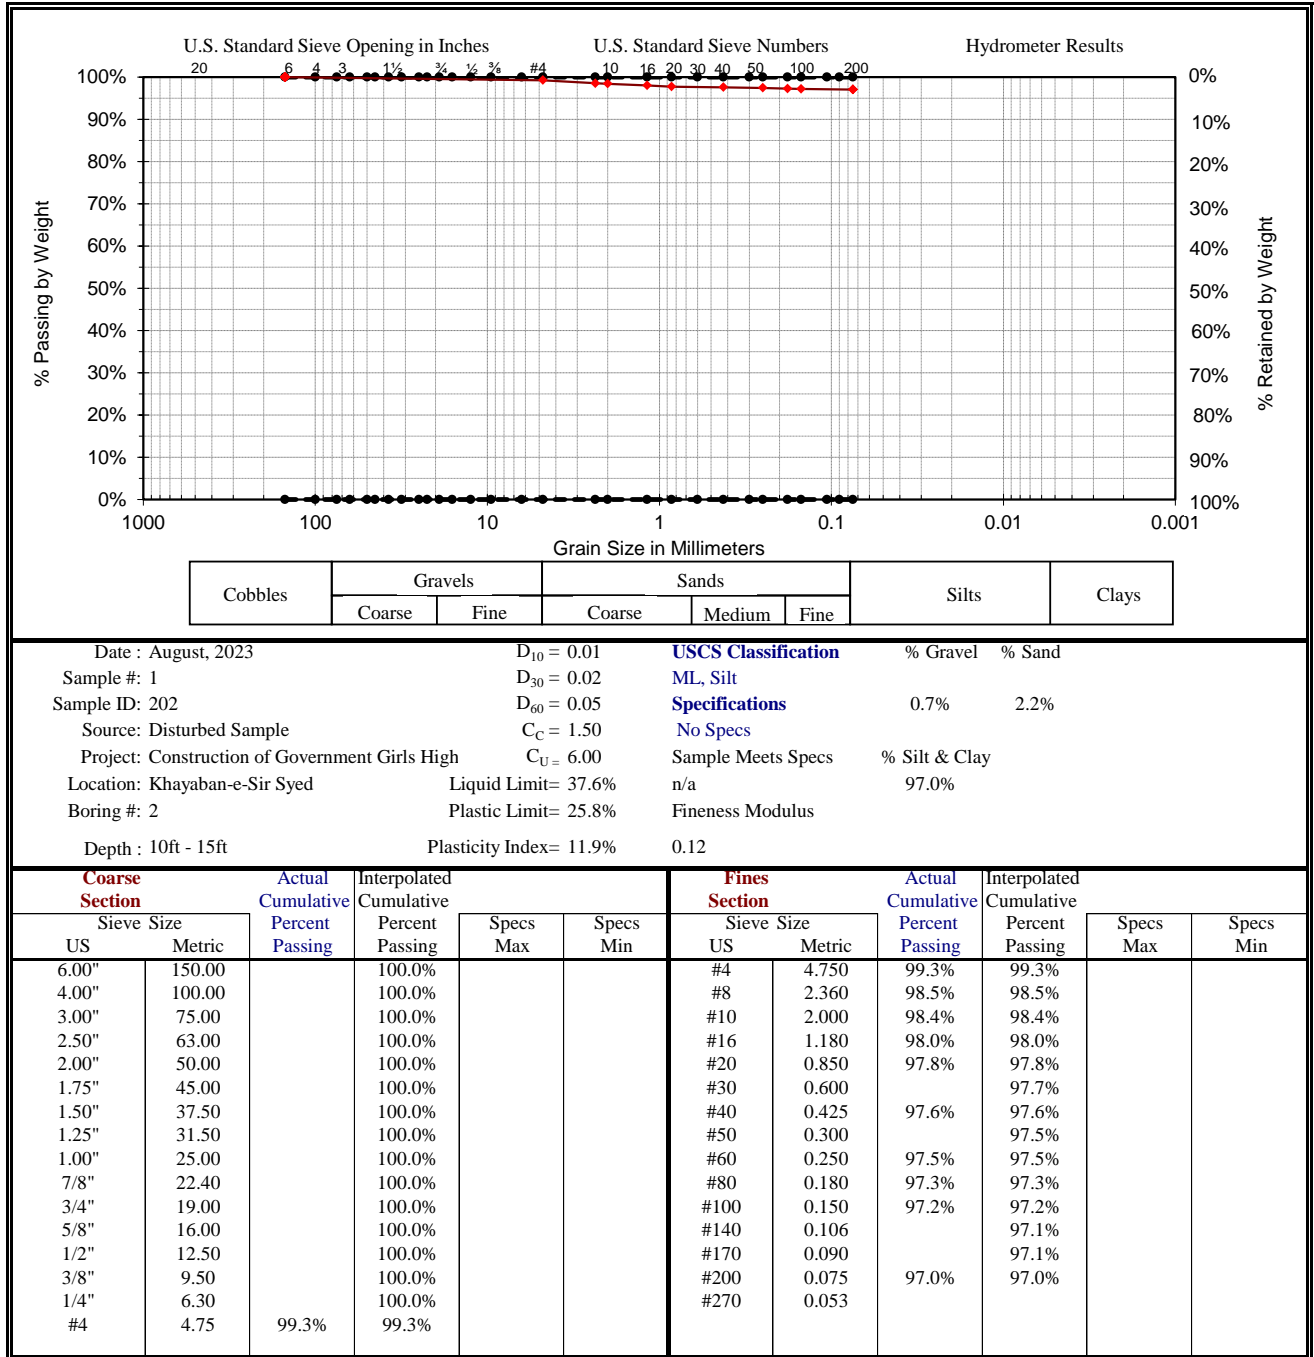 U.S. Standard Sieve Opening in Inches U.S. Standard Sieve Numbers Hydrometer Results
20 6 4 3 1½ ¾ ½ ⅜ #4 10 16 20 30 40 50 100 200
100% 0%
90% 10%
80% 20%
70% 30%
60% 40%
50% 50%
40% 60%
30% 70%
20% 80%
10% 90%
0% 100%
% Passing by Weight
% Retained by Weight
1000 100 10 1 0.1 0.01 0.001
Grain Size in Millimeters
Cobbles Gravels Sands Silts Clays
Coarse Fine Coarse Medium Fine
Date : August, 2023 D10 = 0.01 USCS Classification % Gravel % Sand
Sample #: 1 D30 = 0.02 ML, Silt
Sample ID: 202 D60 = 0.05 Specifications 0.7% 2.2%
Source: Disturbed Sample CC = 1.50 No Specs
Project: Construction of Government Girls High CU = 6.00 Sample Meets Specs % Silt & Clay
Location: Khayaban-e-Sir Syed Liquid Limit= 37.6% n/a 97.0%
Boring #: 2 Plastic Limit= 25.8% Fineness Modulus
Depth : 10ft - 15ft Plasticity Index= 11.9% 0.12
Coarse Actual Interpolated Fines Actual Interpolated
Section Cumulative Cumulative Section Cumulative Cumulative
Sieve Size Percent Percent Specs Specs Sieve Size Percent Percent Specs Specs
US Metric Passing Passing Max Min US Metric Passing Passing Max Min
6.00" 150.00 100.0% #4 4.750 99.3% 99.3%
4.00" 100.00 100.0% #8 2.360 98.5% 98.5%
3.00" 75.00 100.0% #10 2.000 98.4% 98.4%
2.50" 63.00 100.0% #16 1.180 98.0% 98.0%
2.00" 50.00 100.0% #20 0.850 97.8% 97.8%
1.75" 45.00 100.0% #30 0.600 97.7%
1.50" 37.50 100.0% #40 0.425 97.6% 97.6%
1.25" 31.50 100.0% #50 0.300 97.5%
1.00" 25.00 100.0% #60 0.250 97.5% 97.5%
7/8" 22.40 100.0% #80 0.180 97.3% 97.3%
3/4" 19.00 100.0% #100 0.150 97.2% 97.2%
5/8" 16.00 100.0% #140 0.106 97.1%
1/2" 12.50 100.0% #170 0.090 97.1%
3/8" 9.50 100.0% #200 0.075 97.0% 97.0%
1/4" 6.30 100.0% #270 0.053
#4 4.75 99.3% 99.3%